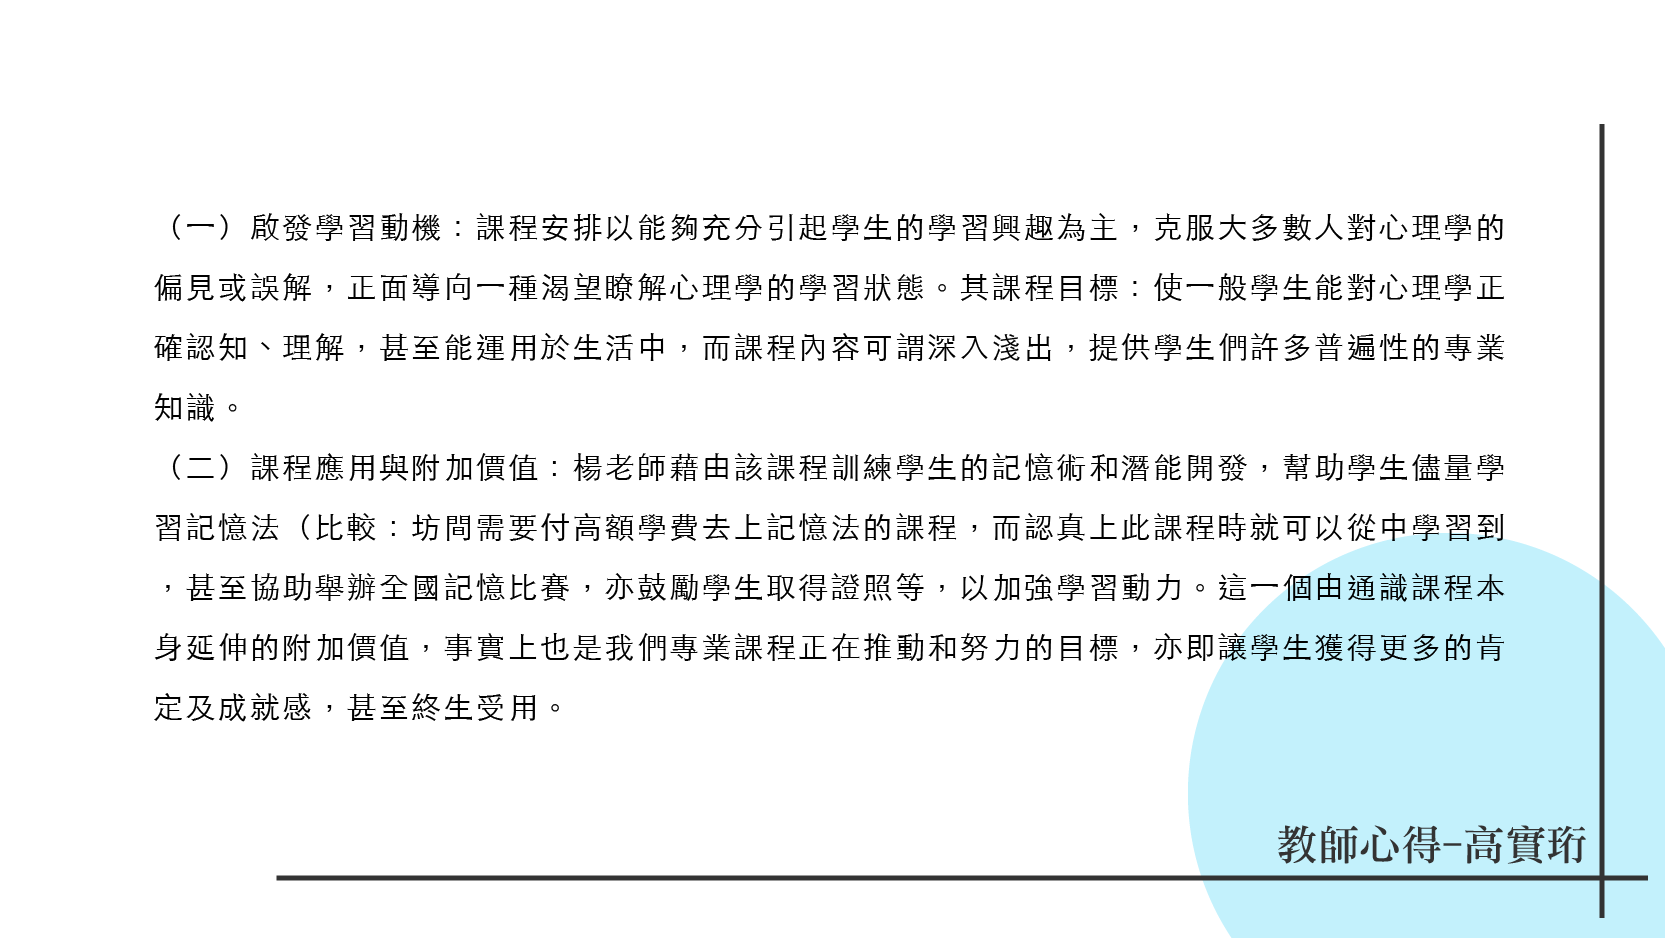 （一）啟發學習動機：課程安排以能夠充分引起學生的學習興趣為主，克服大多數人對心理學的
偏見或誤解，正面導向一種渴望瞭解心理學的學習狀態。其課程目標：使一般學生能對心理學正
確認知、理解，甚至能運用於生活中，而課程內容可謂深入淺出，提供學生們許多普遍性的專業
知識。
（二）課程應用與附加價值：楊老師藉由該課程訓練學生的記憶術和潛能開發，幫助學生儘量學
習記憶法（比較：坊間需要付高額學費去上記憶法的課程，而認真上此課程時就可以從中學習到
，甚至協助舉辦全國記憶比賽，亦鼓勵學生取得證照等，以加強學習動力。這一個由通識課程本
身延伸的附加價值，事實上也是我們專業課程正在推動和努力的目標，亦即讓學生獲得更多的肯
定及成就感，甚至終生受用。
教師心得-高實珩